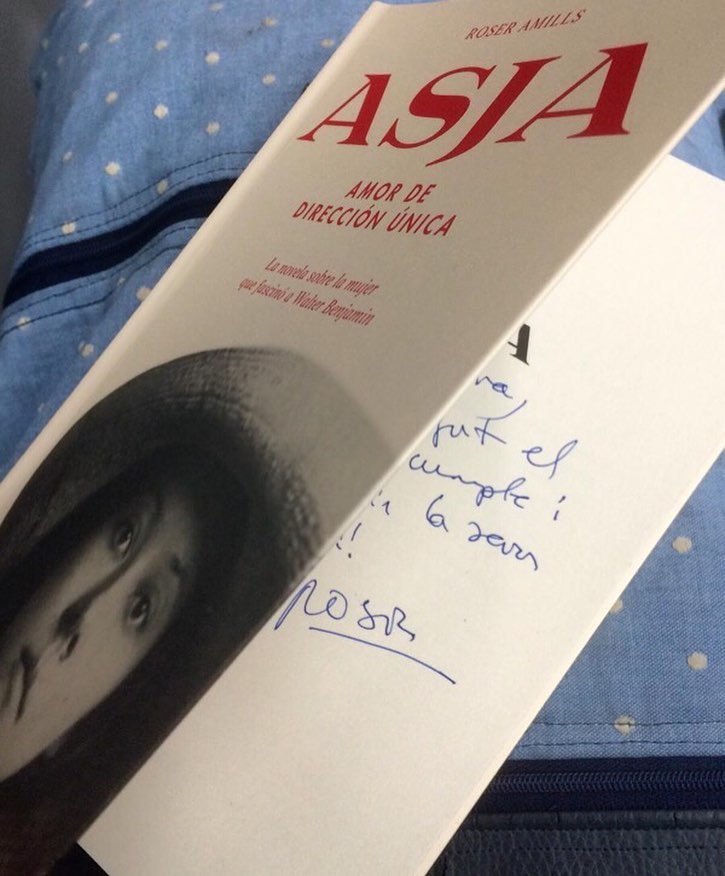 ROSER AMILLS
ASJA
AMOR DE
DIRECCIÓN ÚNICA
La novela sobre la mujer
que fascinó a Walter Benjamin
A
el
cumple i
la seva
!!
ROSER